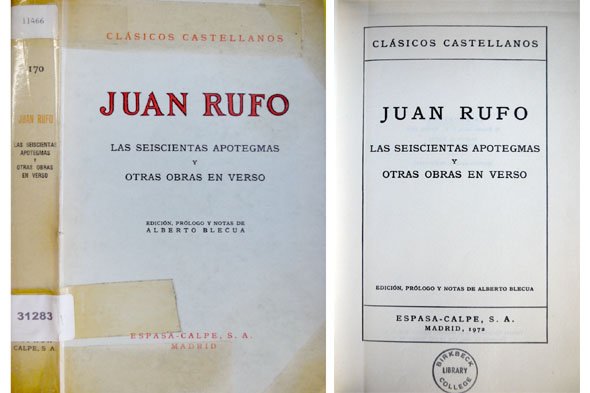 11466
170
JUAN RUFO
LAS SEISCIENTAS
APOTEGMAS
Y
OTRAS OBRAS
EN VERSO
31283
CALPE, S. A.
CLÁSICOS CASTELLANOS
JUAN RUFO
LAS SEISCIENTAS APOTEGMAS
Y
OTRAS OBRAS EN VERSO
EDICIÓN, PRÓLOGO Y NOTAS DE
ALBERTO BLECUA
ESPASA-CALPE, S. A.
MADRID
CLÁSICOS CASTELLANOS
JUAN RUFO
LAS SEISCIENTAS APOTEGMAS
Y
OTRAS OBRAS EN VERSO
EDICIÓN, PRÓLOGO Y NOTAS DE ALBERTO BLECUA
ESPASA-CALPE, S. A.
MADRID, 1972
BIRKBECK
LIBRARY
COLLEGE